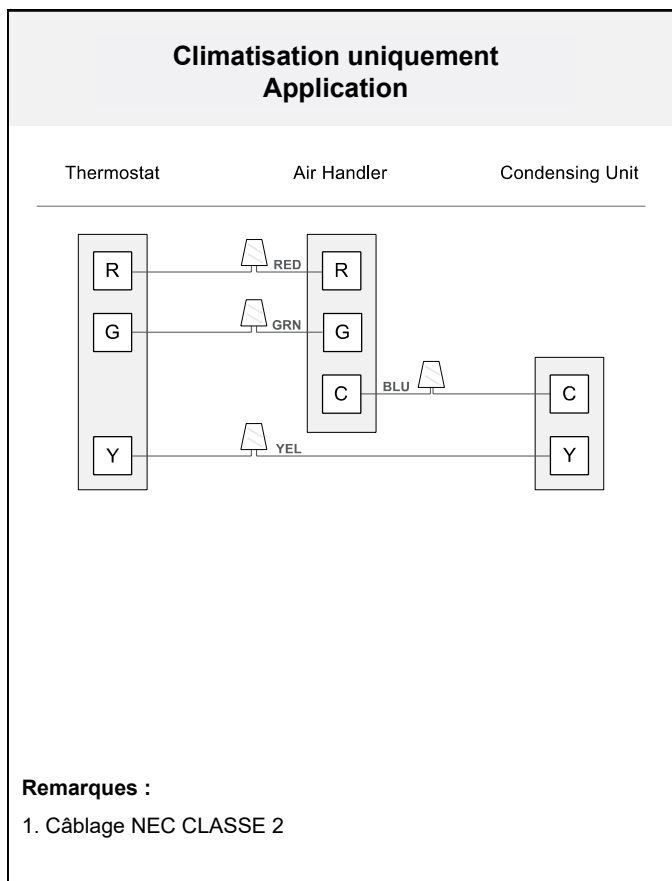 Climatisation uniquement
Application
Thermostat Air Handler Condensing Unit
R RED R
G GRN G
C BLU C
Y YEL Y
Remarques :
1. Câblage NEC CLASSE 2